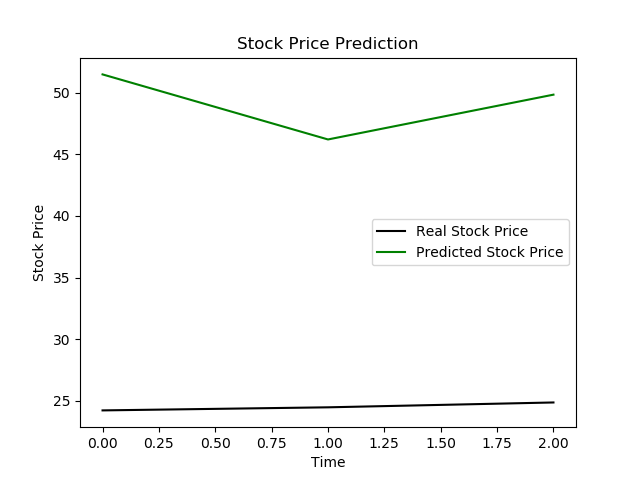 Stock Price Prediction
Stock Price
50
45
40
35
30
25
Real Stock Price
Predicted Stock Price
0.00 0.25 0.50 0.75 1.00 1.25 1.50 1.75 2.00
Time